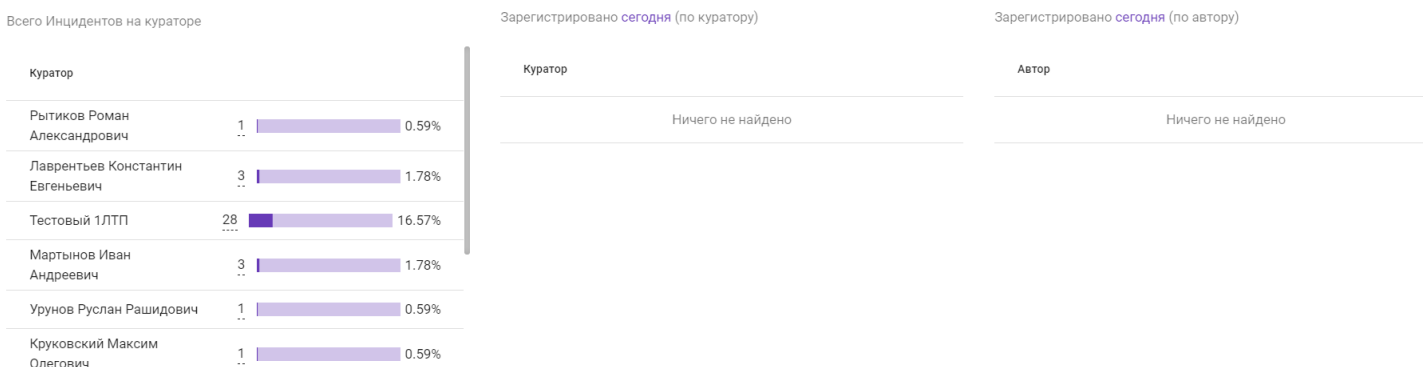 Всего Инцидентов на кураторе
Куратор
Рытиков Роман
Александрович
1
0.59%
Лаврентьев Константин
Евгеньевич
3
1.78%
Тестовый 1ЛТП
28
16.57%
Мартынов Иван
Андреевич
3
1.78%
Урунов Руслан Рашидович
1
0.59%
Круковский Максим
Олегович
1
0.59%
Зарегистрировано сегодня (по куратору)
Куратор
Ничего не найдено
Зарегистрировано сегодня (по автору)
Автор
Ничего не найдено